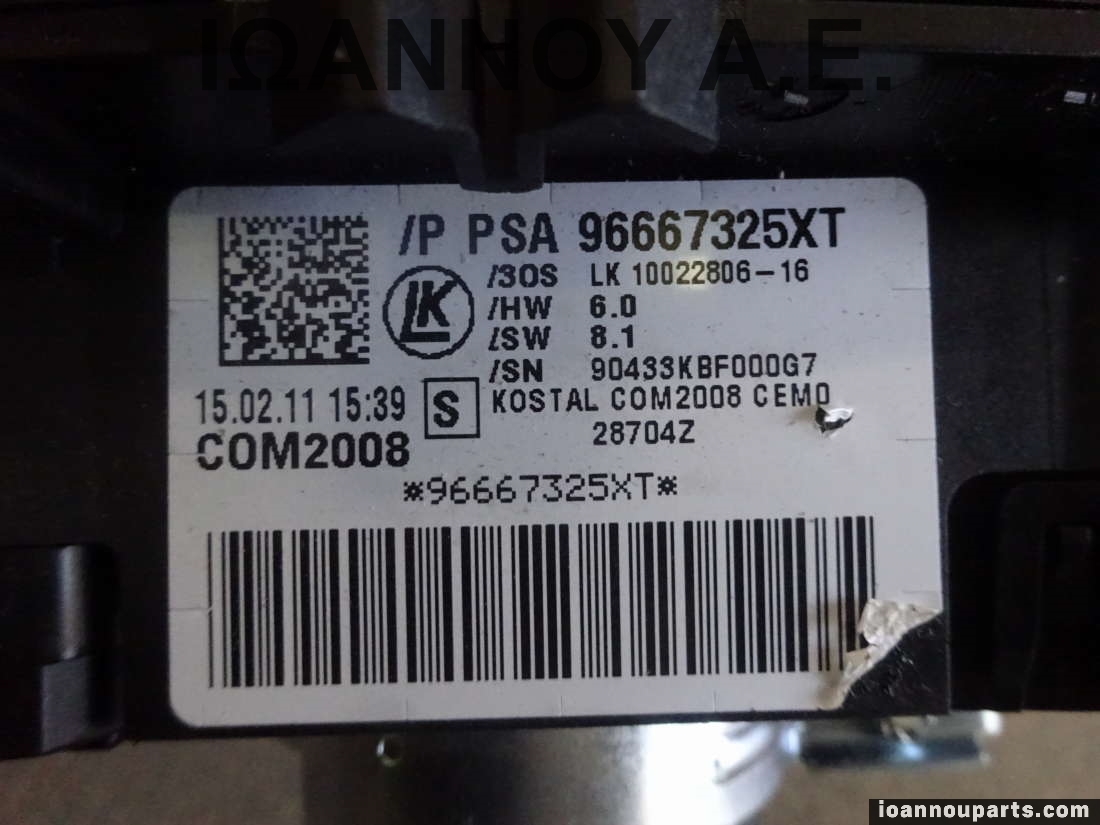 ΙΩΑΝΝΟΥ Α.Ε.
/P PSA 96667325XT
/3OS LK 10022806-16
LK
/HW 6.0
/SW 8.1
/SN 90433KBF000G7
15.02.11 15:39 S KOSTAL COM2008 CEM0
COM2008 28704Z
*96667325XT*
ioannouparts.com